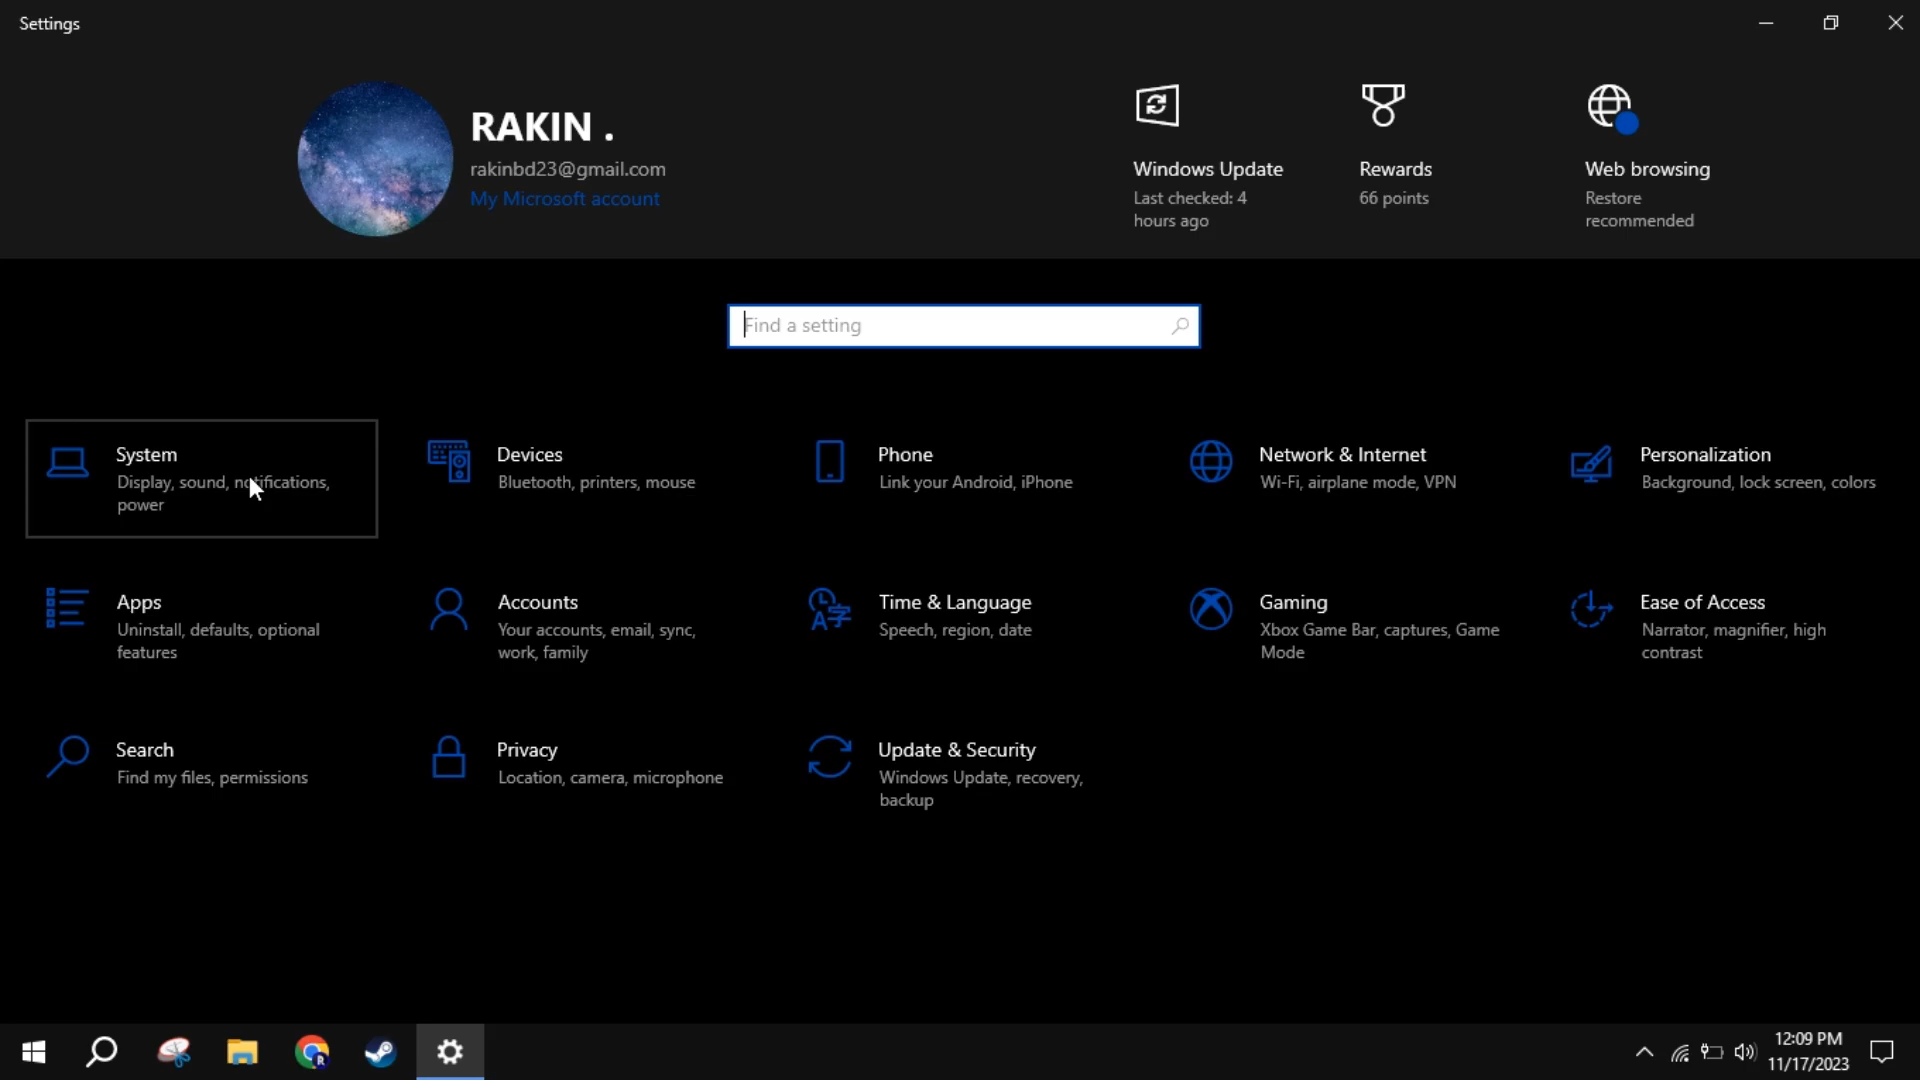 Settings
RAKIN .
rakinbd23@gmail.com
My Microsoft account
Windows Update
Last checked: 4
hours ago
Rewards
66 points
Web browsing
Restore
recommended
Find a setting
System
Display, sound, notifications,
power
Devices
Bluetooth, printers, mouse
Phone
Link your Android, iPhone
Network & Internet
Wi-Fi, airplane mode, VPN
Personalization
Background, lock screen, colors
Apps
Uninstall, defaults, optional
features
Accounts
Your accounts, email, sync,
work, family
Time & Language
Speech, region, date
Gaming
Xbox Game Bar, captures, Game
Mode
Ease of Access
Narrator, magnifier, high
contrast
Search
Find my files, permissions
Privacy
Location, camera, microphone
Update & Security
Windows Update, recovery,
backup
12:09 PM
11/17/2023